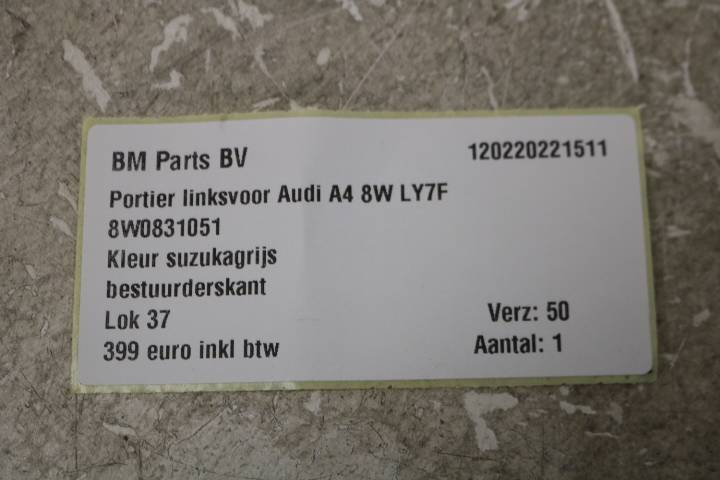 BM Parts BV 120220221511
Portier linksvoor Audi A4 8W LY7F
8W0831051
Kleur suzukagrijs
bestuurderskant
Lok 37 Verz: 50
399 euro inkl btw Aantal: 1